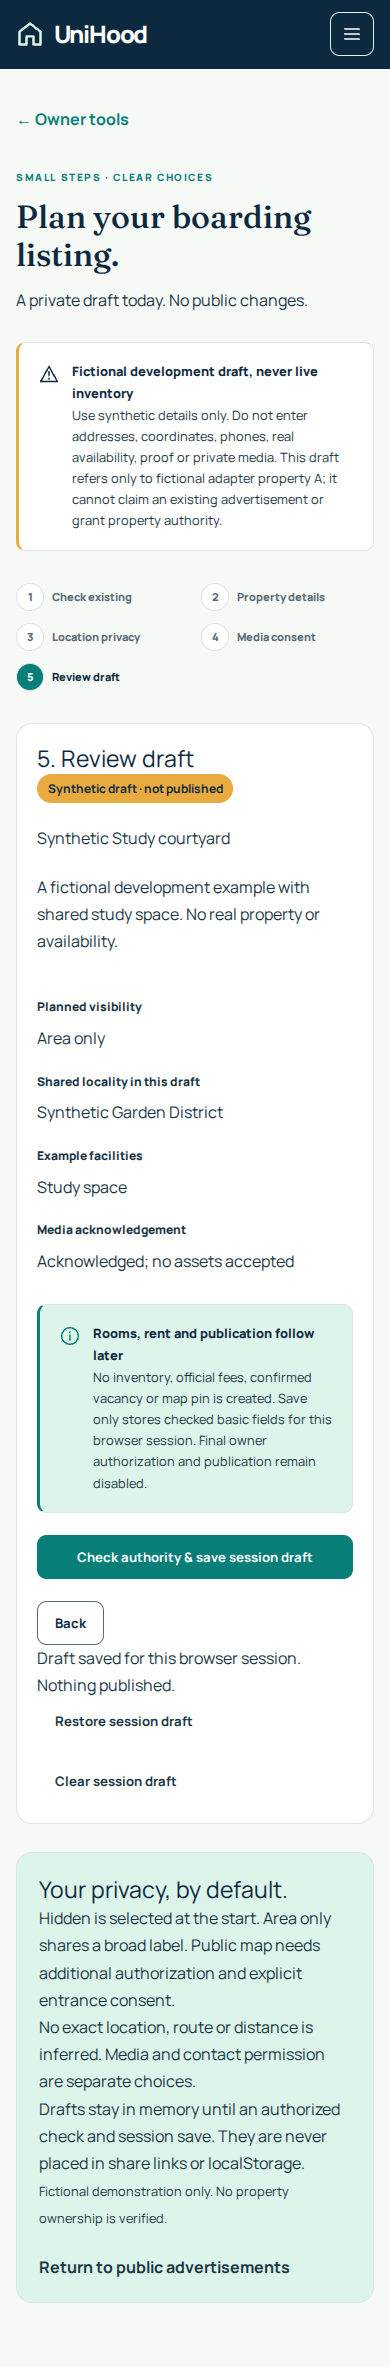 UniHood
← Owner tools
SMALL STEPS · CLEAR CHOICES
Plan your boarding
listing.
A private draft today. No public changes.
Fictional development draft, never live
inventory
Use synthetic details only. Do not enter
addresses, coordinates, phones, real
availability, proof or private media. This draft
refers only to fictional adapter property A; it
cannot claim an existing advertisement or
grant property authority.
1 Check existing
2 Property details
3 Location privacy
4 Media consent
5 Review draft
5. Review draft
Synthetic draft · not published
Synthetic Study courtyard
A fictional development example with
shared study space. No real property or
availability.
Planned visibility
Area only
Shared locality in this draft
Synthetic Garden District
Example facilities
Study space
Media acknowledgement
Acknowledged; no assets accepted
Rooms, rent and publication follow
later
No inventory, official fees, confirmed
vacancy or map pin is created. Save
only stores checked basic fields for this
browser session. Final owner
authorization and publication remain
disabled.
Check authority & save session draft
Back
Draft saved for this browser session.
Nothing published.
Restore session draft
Clear session draft
Your privacy, by default.
Hidden is selected at the start. Area only
shares a broad label. Public map needs
additional authorization and explicit
entrance consent.
No exact location, route or distance is
inferred. Media and contact permission
are separate choices.
Drafts stay in memory until an authorized
check and session save. They are never
placed in share links or localStorage.
Fictional demonstration only. No property
ownership is verified.
Return to public advertisements